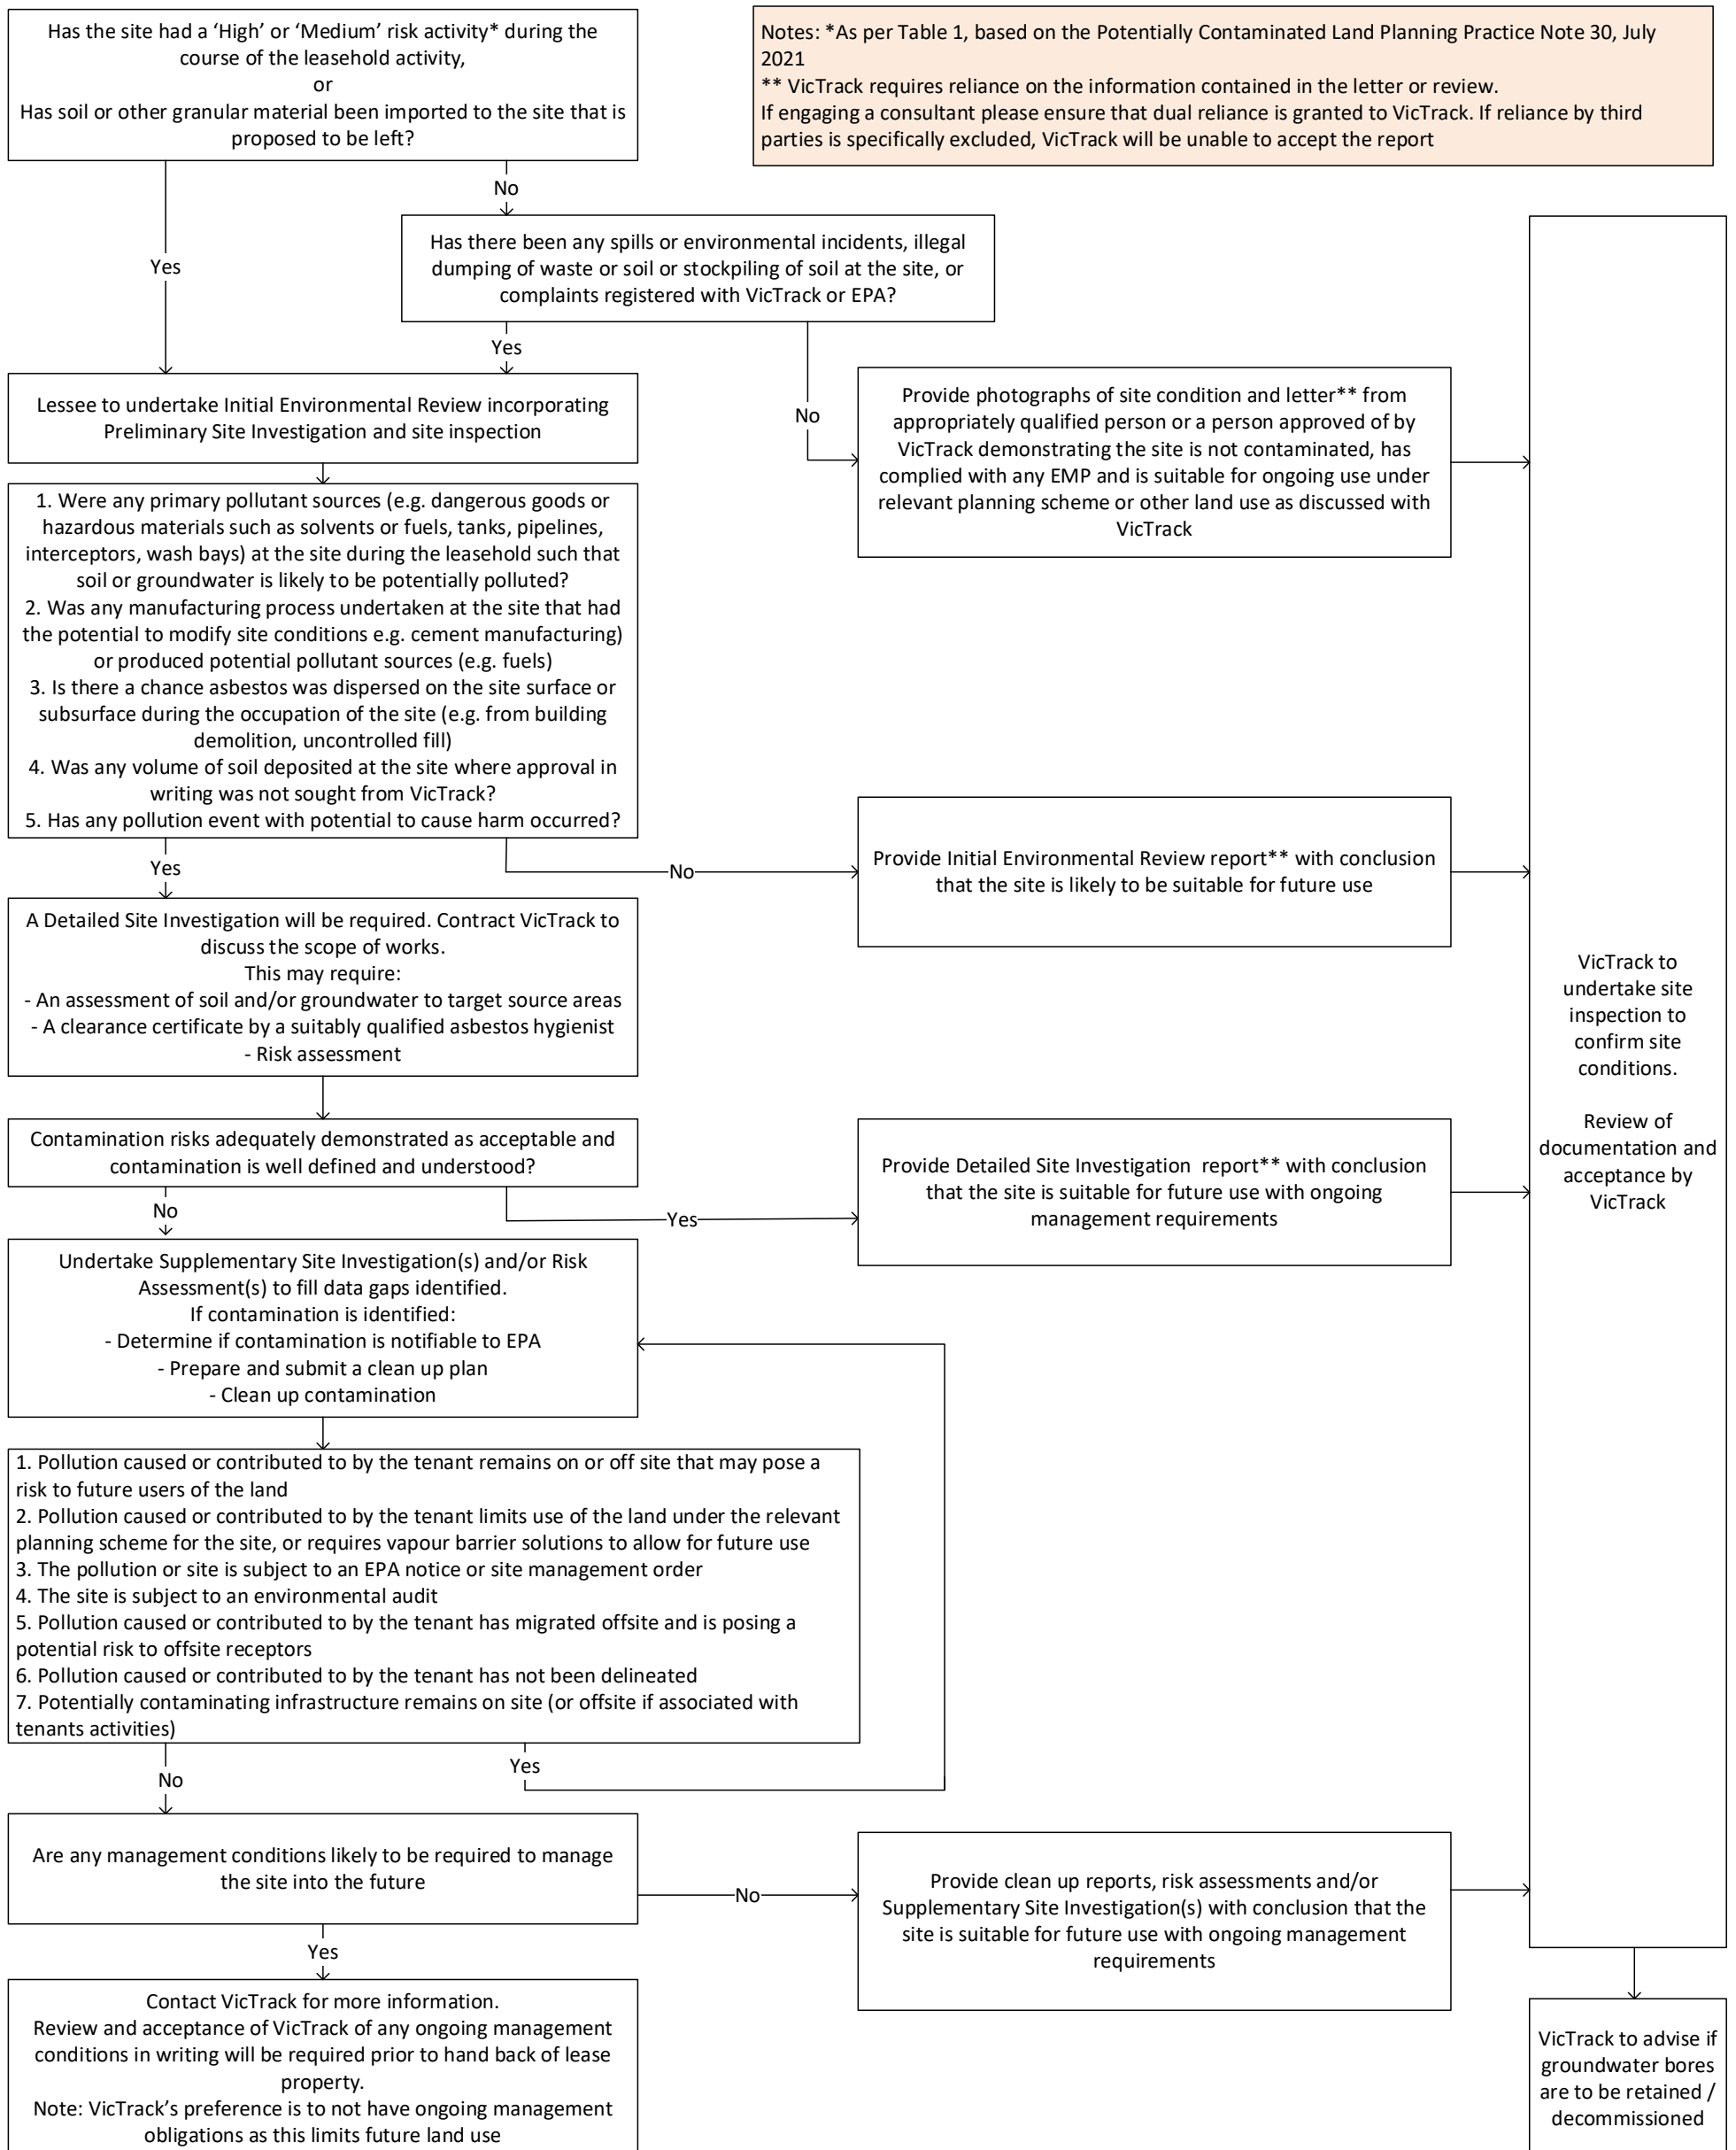 Has the site had a ‘High’ or ‘Medium’ risk activity* during the
course of the leasehold activity,
or
Has soil or other granular material been imported to the site that is
proposed to be left?
Notes: *As per Table 1, based on the Potentially Contaminated Land Planning Practice Note 30, July
2021
** VicTrack requires reliance on the information contained in the letter or review.
If engaging a consultant please ensure that dual reliance is granted to VicTrack. If reliance by third
parties is specifically excluded, VicTrack will be unable to accept the report
No
Yes
Has there been any spills or environmental incidents, illegal
dumping of waste or soil or stockpiling of soil at the site, or
complaints registered with VicTrack or EPA?
Yes
No
Lessee to undertake Initial Environmental Review incorporating
Preliminary Site Investigation and site inspection
Provide photographs of site condition and letter** from
appropriately qualified person or a person approved of by
VicTrack demonstrating the site is not contaminated, has
complied with any EMP and is suitable for ongoing use under
relevant planning scheme or other land use as discussed with
VicTrack
1. Were any primary pollutant sources (e.g. dangerous goods or
hazardous materials such as solvents or fuels, tanks, pipelines,
interceptors, wash bays) at the site during the leasehold such that
soil or groundwater is likely to be potentially polluted?
2. Was any manufacturing process undertaken at the site that had
the potential to modify site conditions e.g. cement manufacturing)
or produced potential pollutant sources (e.g. fuels)
3. Is there a chance asbestos was dispersed on the site surface or
subsurface during the occupation of the site (e.g. from building
demolition, uncontrolled fill)
4. Was any volume of soil deposited at the site where approval in
writing was not sought from VicTrack?
5. Has any pollution event with potential to cause harm occurred?
Yes
No
Provide Initial Environmental Review report** with conclusion
that the site is likely to be suitable for future use
A Detailed Site Investigation will be required. Contract VicTrack to
discuss the scope of works.
This may require:
- An assessment of soil and/or groundwater to target source areas
- A clearance certificate by a suitably qualified asbestos hygienist
- Risk assessment
VicTrack to
undertake site
inspection to
confirm site
conditions.
Review of
documentation and
acceptance by
VicTrack
Contamination risks adequately demonstrated as acceptable and
contamination is well defined and understood?
No
Yes
Provide Detailed Site Investigation report** with conclusion
that the site is suitable for future use with ongoing
management requirements
Undertake Supplementary Site Investigation(s) and/or Risk
Assessment(s) to fill data gaps identified.
If contamination is identified:
- Determine if contamination is notifiable to EPA
- Prepare and submit a clean up plan
- Clean up contamination
1. Pollution caused or contributed to by the tenant remains on or off site that may pose a
risk to future users of the land
2. Pollution caused or contributed to by the tenant limits use of the land under the relevant
planning scheme for the site, or requires vapour barrier solutions to allow for future use
3. The pollution or site is subject to an EPA notice or site management order
4. The site is subject to an environmental audit
5. Pollution caused or contributed to by the tenant has migrated offsite and is posing a
potential risk to offsite receptors
6. Pollution caused or contributed to by the tenant has not been delineated
7. Potentially contaminating infrastructure remains on site (or offsite if associated with
tenants activities)
No
Yes
Are any management conditions likely to be required to manage
the site into the future
No
Provide clean up reports, risk assessments and/or
Supplementary Site Investigation(s) with conclusion that the
site is suitable for future use with ongoing management
requirements
Yes
Contact VicTrack for more information.
Review and acceptance of VicTrack of any ongoing management
conditions in writing will be required prior to hand back of lease
property.
Note: VicTrack’s preference is to not have ongoing management
obligations as this limits future land use
VicTrack to advise if
groundwater bores
are to be retained /
decommissioned